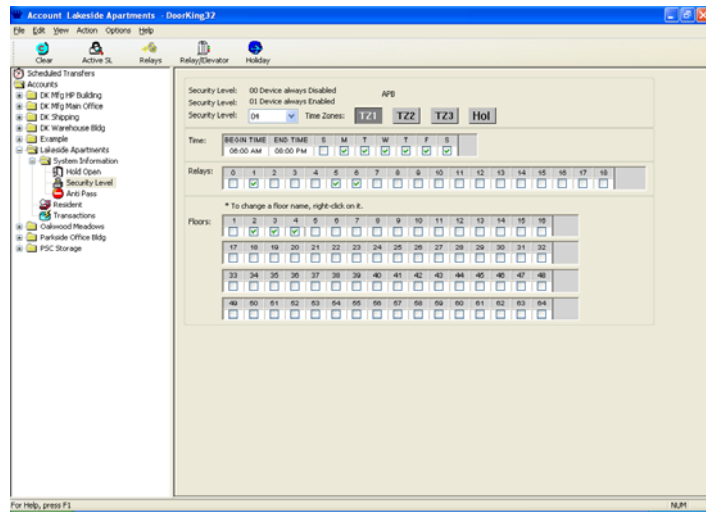 Account Lakeside Apartments - DoorKing32
File Edit View Action Options Help
Clear Active SL Relays Relay/Elevator Holiday
Scheduled Transfers
Accounts
DK Mfg HP Building
DK Mfg Main Office
DK Shipping
DK Warehouse Bldg
Example
Lakeside Apartments
System Information
Hold Open
Security Level
Anti Pass
Resident
Transactions
Oakwood Meadows
Parkside Office Bldg
PSC Storage
Security Level: 00 Device always Disabled APB
Security Level: 01 Device always Enabled
Security Level: 04 Time Zones: TZ1 TZ2 TZ3 Hol
Time: BEGIN TIME END TIME S M T W T F S
08:00 PM
Relays: 0 1 2 3 4 5 6 7 8 9 10 11 12 13 14 15 16 17 18
* To change a floor name, right-click on it.
Floors: 1 2 3 4 5 6 7 8 9 10 11 12 13 14 15 16
17 18 19 20 21 22 23 24 25 26 27 28 29 30 31 32
33 34 35 36 37 38 39 40 41 42 43 44 45 46 47 48
49 50 51 52 53 54 55 56 57 58 59 60 61 62 63 64
For Help, press F1 NUM